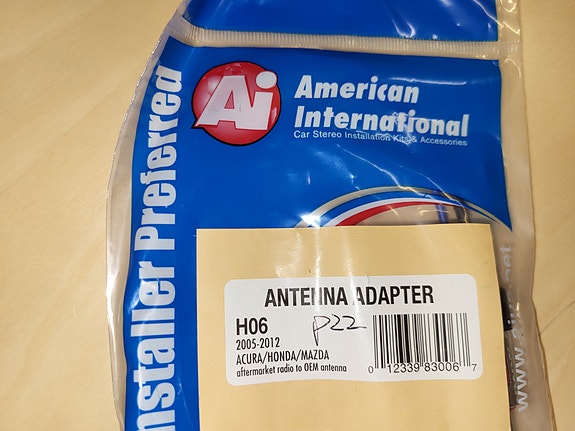 Installer Preferred
Ai
American
International
Car Stereo Installation Kits & Accessories
ANTENNA ADAPTER
H06
P22
2005-2012
ACURA/HONDA/MAZDA
aftermarket radio to OEM antenna
0 12339 83006 7